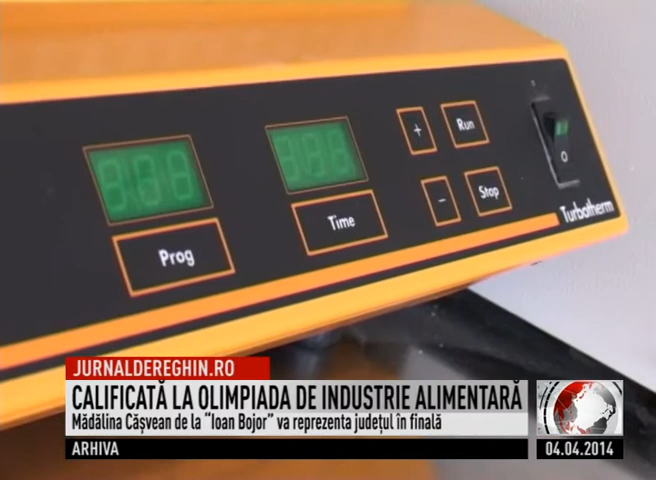 +
Run
-
Stop
O
Prog
Time
Turbotherm
JURNALDEREGHIN.RO
CALIFICATĂ LA OLIMPIADA DE INDUSTRIE ALIMENTARĂ
Mădălina Cășvean de la "Ioan Bojor" va reprezenta județul în finală
ARHIVA
04.04.2014